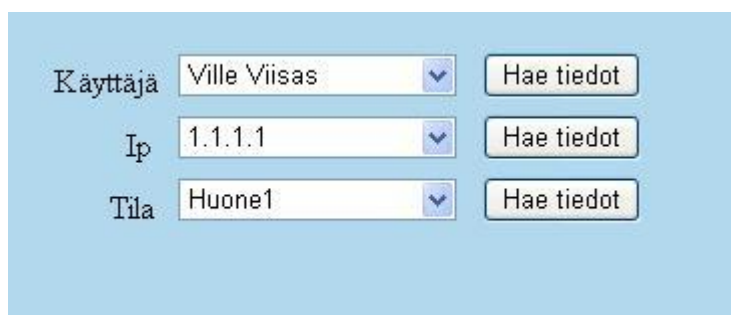 Käyttäjä Ville Viisas Hae tiedot
Ip 1.1.1.1 Hae tiedot
Tila Huone1 Hae tiedot